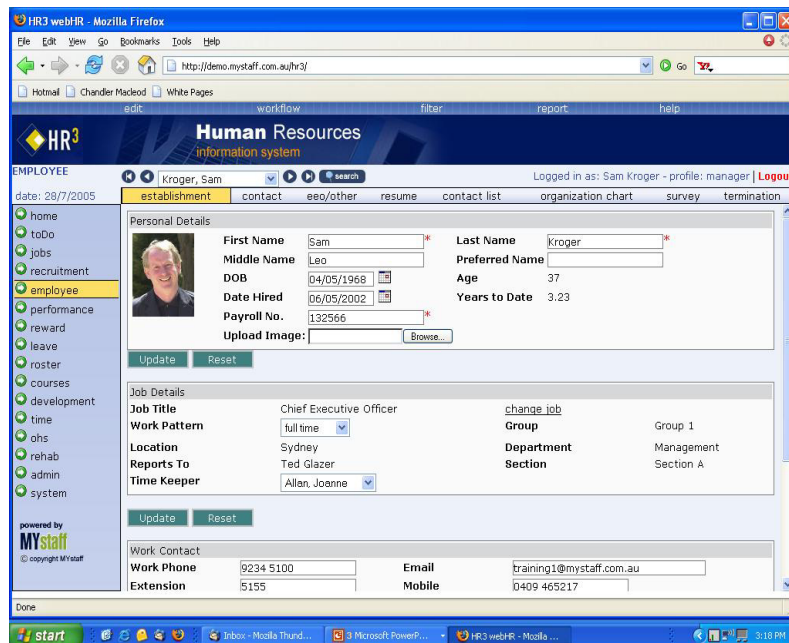 HR3 webHR - Mozilla Firefox
File Edit View Go Bookmarks Tools Help
http://demo.mystaff.com.au/hr3/ Go
Hotmail Chandler Macleod White Pages
edit workflow filter report help
HR3 Human Resources
information system
EMPLOYEE Kroger, Sam search Logged in as: Sam Kroger - profile: manager | Logou
date: 28/7/2005 establishment contact eeo/other resume contact list organization chart survey termination
home
toDo
jobs
recruitment
employee
performance
reward
leave
roster
courses
development
time
ohs
rehab
admin
system
powered by
MYstaff
© copyright MYstaff
Personal Details
First Name Sam * Last Name Kroger *
Middle Name Leo Preferred Name
DOB 04/05/1968 Age 37
Date Hired 06/05/2002 Years to Date 3.23
Payroll No. 132566 *
Upload Image: Browse...
Update Reset
Job Details
Job Title Chief Executive Officer change job
Work Pattern full time Group Group 1
Location Sydney Department Management
Reports To Ted Glazer Section Section A
Time Keeper Allan, Joanne
Update Reset
Work Contact
Work Phone 9234 5100 Email training1@mystaff.com.au
Extension 5155 Mobile 0409 465217
Done
start Inbox - Mozilla Thund... 3 Microsoft PowerP... HR3 webHR - Mozilla ... 3:18 PM